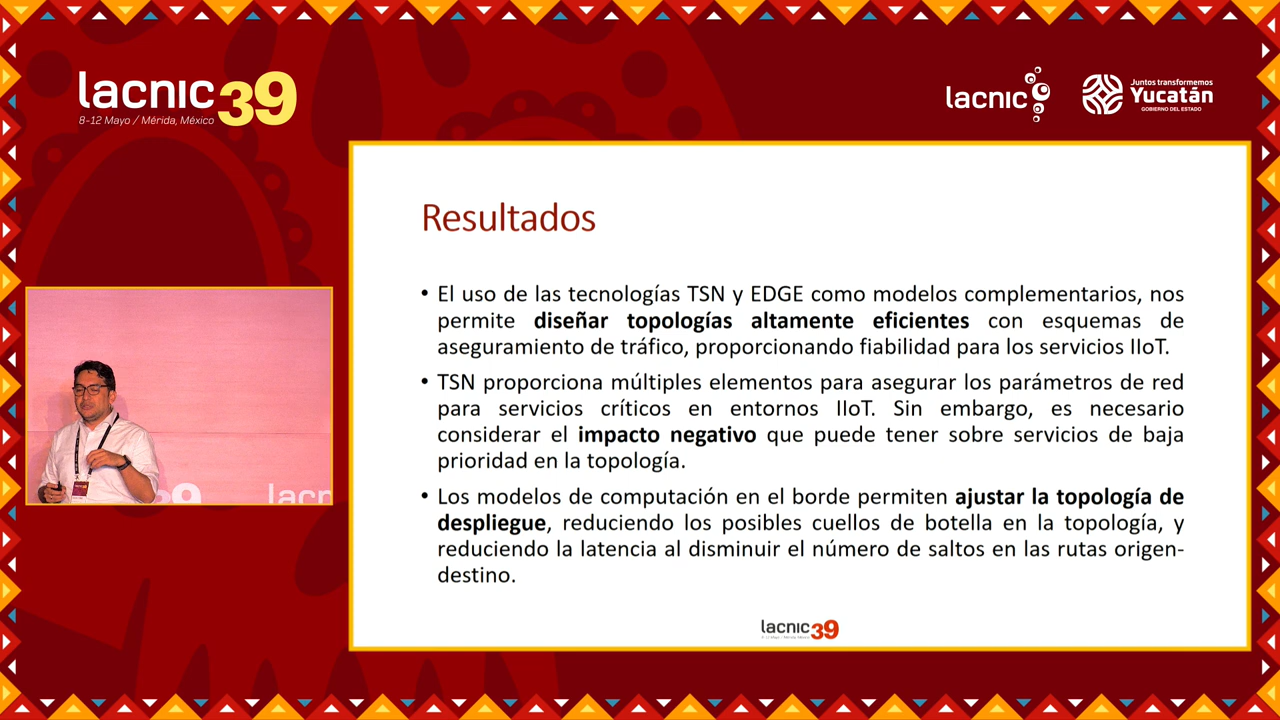 lacnic 39
8-12 Mayo / Mérida, México
lacnic
Juntos transformemos
Yucatán
GOBIERNO DEL ESTADO
Resultados
• El uso de las tecnologías TSN y EDGE como modelos complementarios, nos
permite diseñar topologías altamente eficientes con esquemas de
aseguramiento de tráfico, proporcionando fiabilidad para los servicios IIoT.
• TSN proporciona múltiples elementos para asegurar los parámetros de red
para servicios críticos en entornos IIoT. Sin embargo, es necesario
considerar el impacto negativo que puede tener sobre servicios de baja
prioridad en la topología.
• Los modelos de computación en el borde permiten ajustar la topología de
despliegue, reduciendo los posibles cuellos de botella en la topología, y
reduciendo la latencia al disminuir el número de saltos en las rutas origen-
destino.
lacnic 39